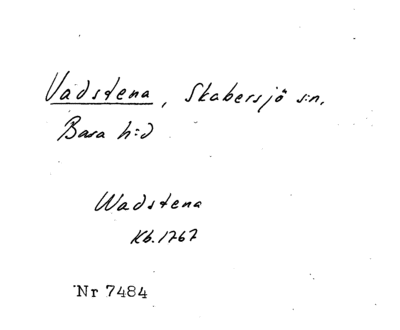 Vadstena, Skabersjö s:n,
Bara h:d
Wadstena
Kb. 1767
Nr 7484